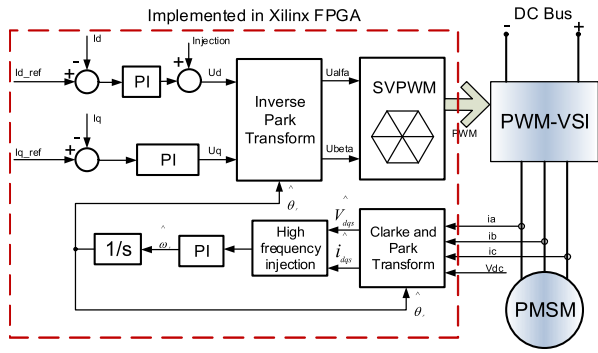 Implemented in Xilinx FPGA
DC Bus
Id
Injection
- +
Id_ref + - PI + + Ud
Ualfa
SVPWM
Inverse
Park
Transform
PWM
PWM-VSI
Iq
Iq_ref + - PI Uq
Ubeta
θ̂
V̂dqs
îdqs
1/s
ω̂
PI
High
frequency
injection
Clarke and
Park
Transform
ia
ib
ic
Vdc
θ̂
PMSM